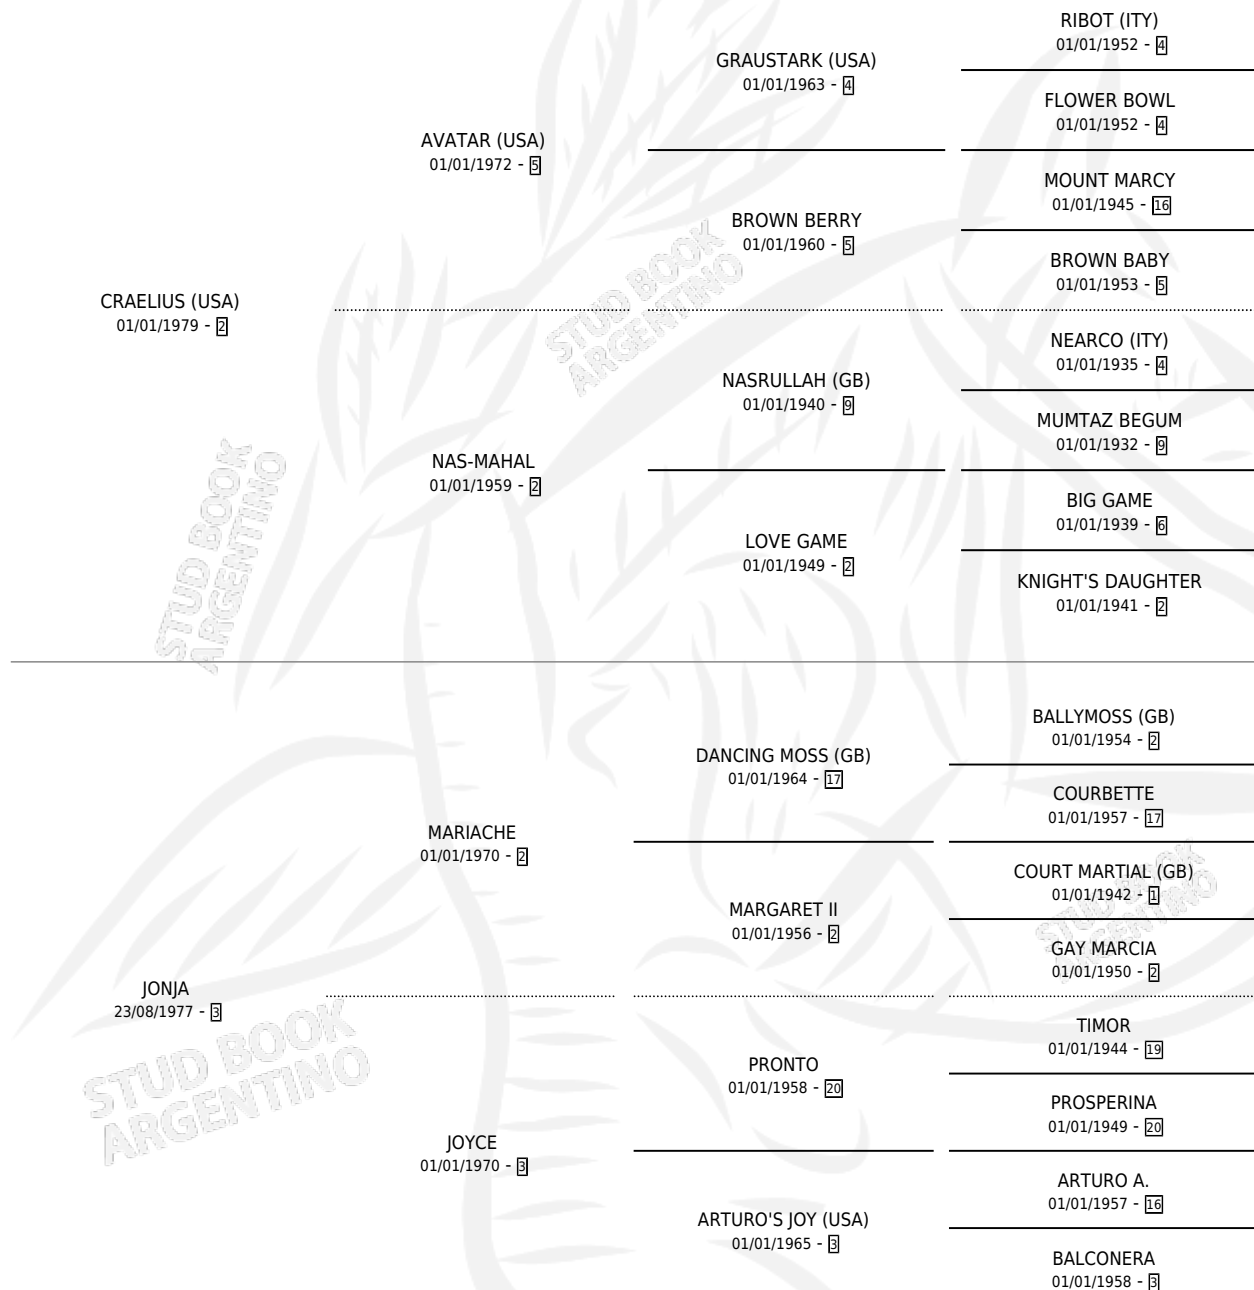 RIBOT (ITY)
01/01/1952 - 4
GRAUSTARK (USA)
01/01/1963 - 4
FLOWER BOWL
01/01/1952 - 4
AVATAR (USA)
01/01/1972 - 5
MOUNT MARCY
01/01/1945 - 16
BROWN BERRY
01/01/1960 - 5
BROWN BABY
01/01/1953 - 5
CRAELIUS (USA)
01/01/1979 - 2
NEARCO (ITY)
01/01/1935 - 4
NASRULLAH (GB)
01/01/1940 - 9
MUMTAZ BEGUM
01/01/1932 - 9
NAS-MAHAL
01/01/1959 - 2
BIG GAME
01/01/1939 - 6
LOVE GAME
01/01/1949 - 2
KNIGHT'S DAUGHTER
01/01/1941 - 2
BALLYMOSS (GB)
01/01/1954 - 2
DANCING MOSS (GB)
01/01/1964 - 17
COURBETTE
01/01/1957 - 17
MARIACHE
01/01/1970 - 2
COURT MARTIAL (GB)
01/01/1942 - 1
MARGARET II
01/01/1956 - 2
GAY MARCIA
01/01/1950 - 2
JONJA
23/08/1977 - 3
TIMOR
01/01/1944 - 19
PRONTO
01/01/1958 - 20
PROSPERINA
01/01/1949 - 20
JOYCE
01/01/1970 - 3
ARTURO A.
01/01/1957 - 16
ARTURO'S JOY (USA)
01/01/1965 - 3
BALCONERA
01/01/1958 - 3
STUD BOOK
ARGENTINO
STUD BOOK
ARGENTINO
STUD BOOK
ARGENTINO
STUD BOOK
ARGENTINO